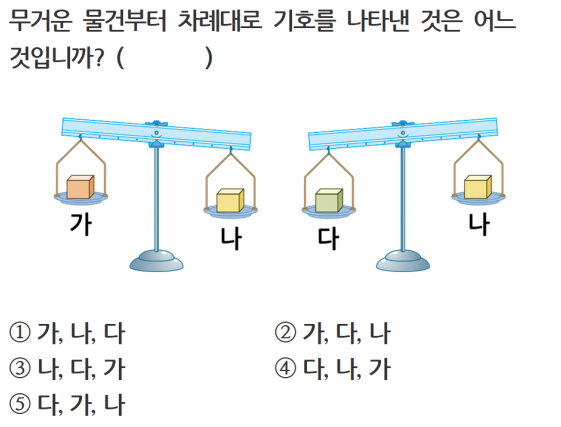 무거운 물건부터 차례대로 기호를 나타낸 것은 어느
것입니까? (          )
가 나 다 나
① 가, 나, 다 ② 가, 다, 나
③ 나, 다, 가 ④ 다, 나, 가
⑤ 다, 가, 나